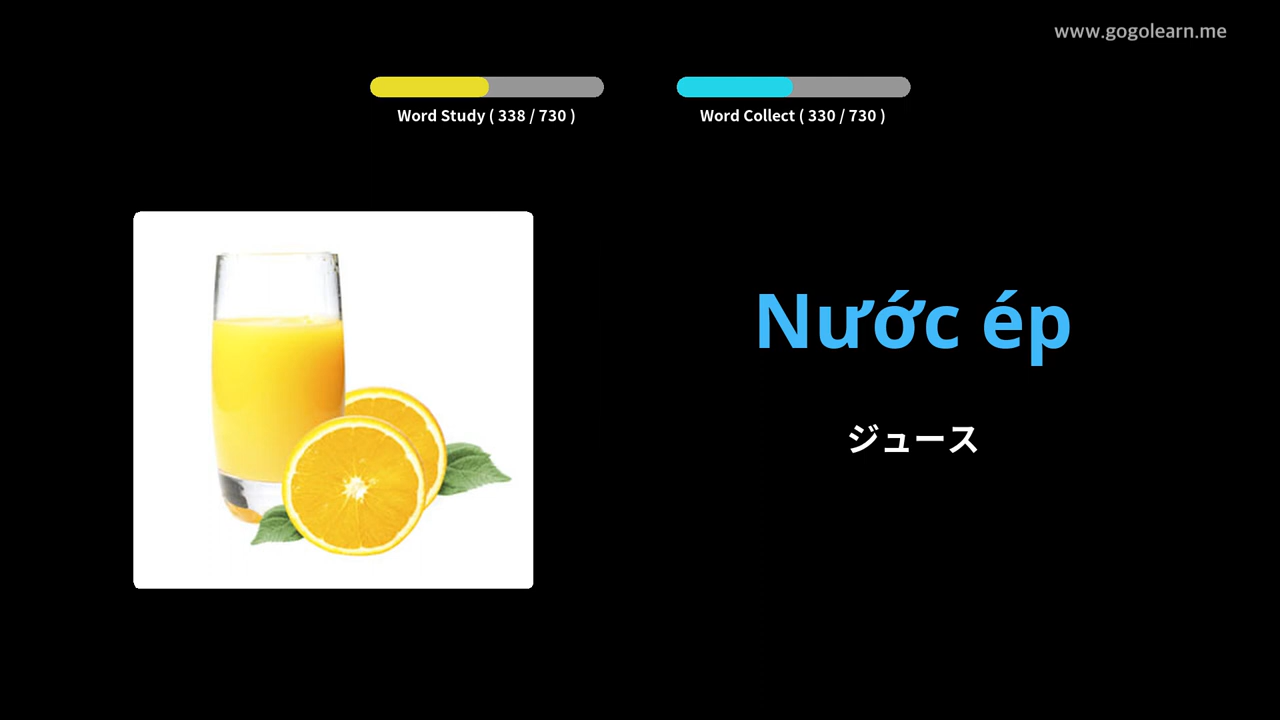 www.gogolearn.me
Word Study ( 338 / 730 )
Word Collect ( 330 / 730 )
Nước ép
ジュース